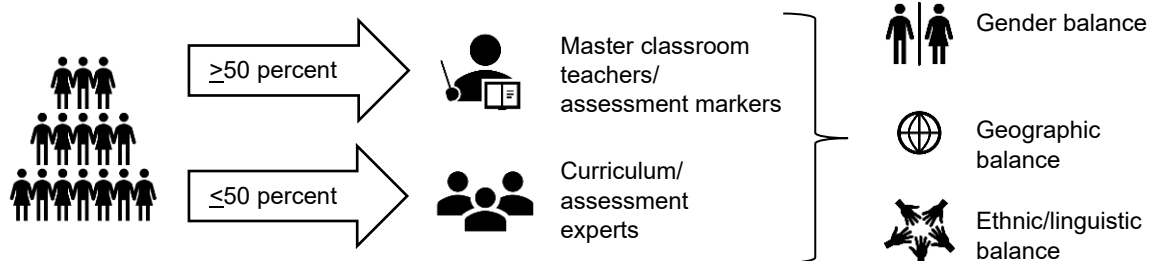 ≥50 percent
Master classroom
teachers/
assessment markers
≤50 percent
Curriculum/
assessment
experts
Gender balance
Geographic
balance
Ethnic/linguistic
balance